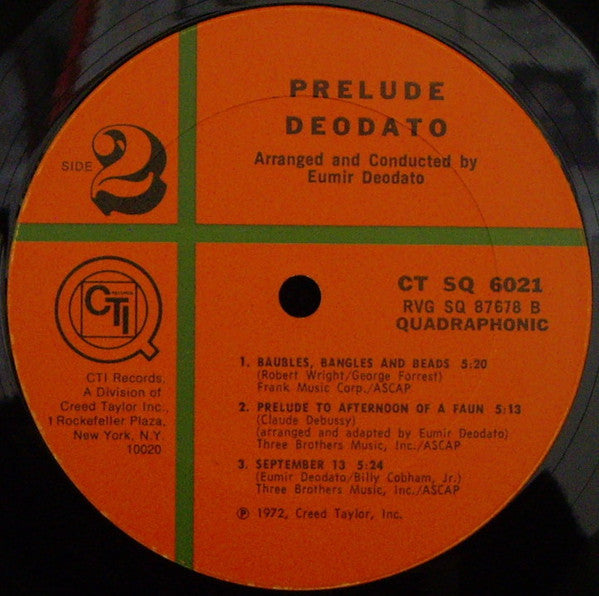 PRELUDE
DEODATO
Arranged and Conducted by
Eumir Deodato
SIDE 2
CTI
RECORDS
CTI Records,
A Division of
Creed Taylor Inc.,
1 Rockefeller Plaza,
New York, N.Y.
10020
CT SQ 6021
RVG SQ 87678 B
QUADRAPHONIC
1. BAUBLES, BANGLES AND BEADS 5:20
(Robert Wright/George Forrest)
Frank Music Corp./ASCAP
2. PRELUDE TO AFTERNOON OF A FAUN 5:13
(Claude Debussy)
(arranged and adapted by Eumir Deodato)
Three Brothers Music, Inc./ASCAP
3. SEPTEMBER 13 5:24
(Eumir Deodato/Billy Cobham, Jr.)
Three Brothers Music, Inc./ASCAP
℗ 1972, Creed Taylor, Inc.